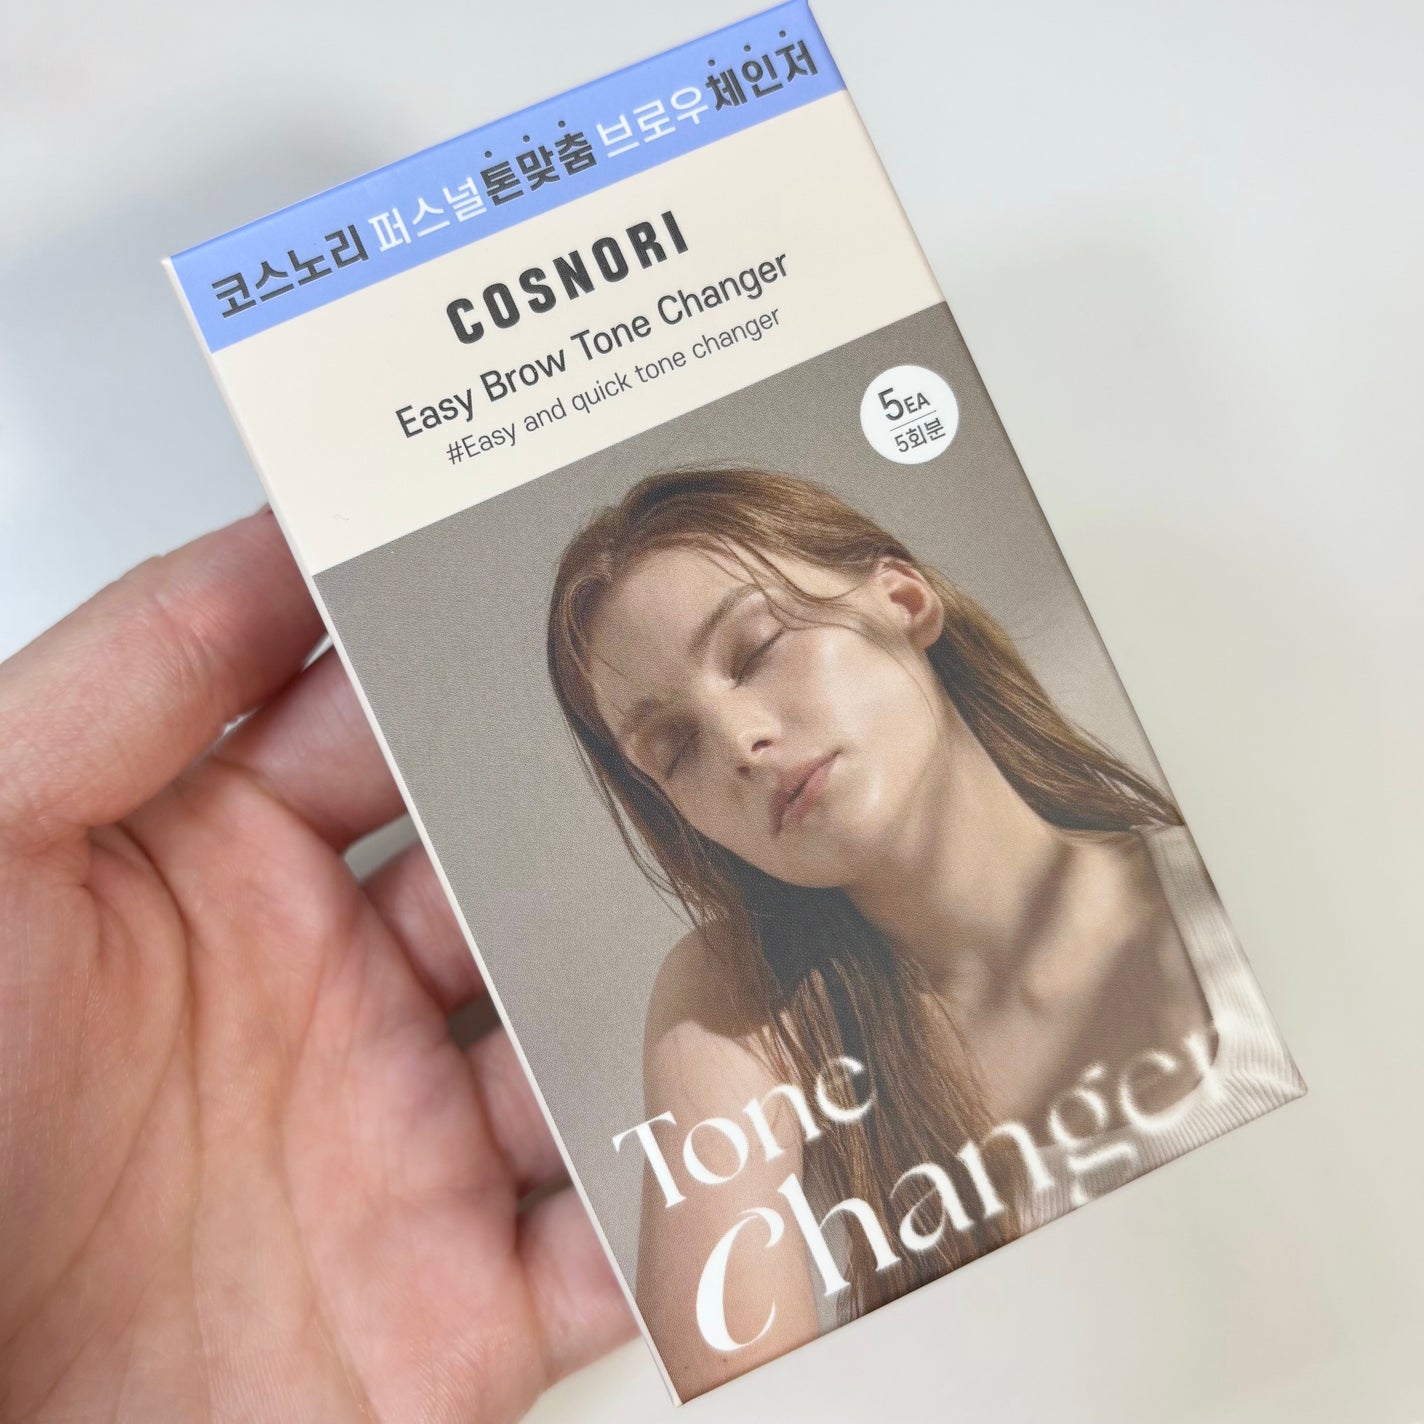 코스노리 퍼스널톤맞춤 브로우체인저
COSNORI
Easy Brow Tone Changer
#Easy and quick tone changer
5EA
5회분
Tone
Changer